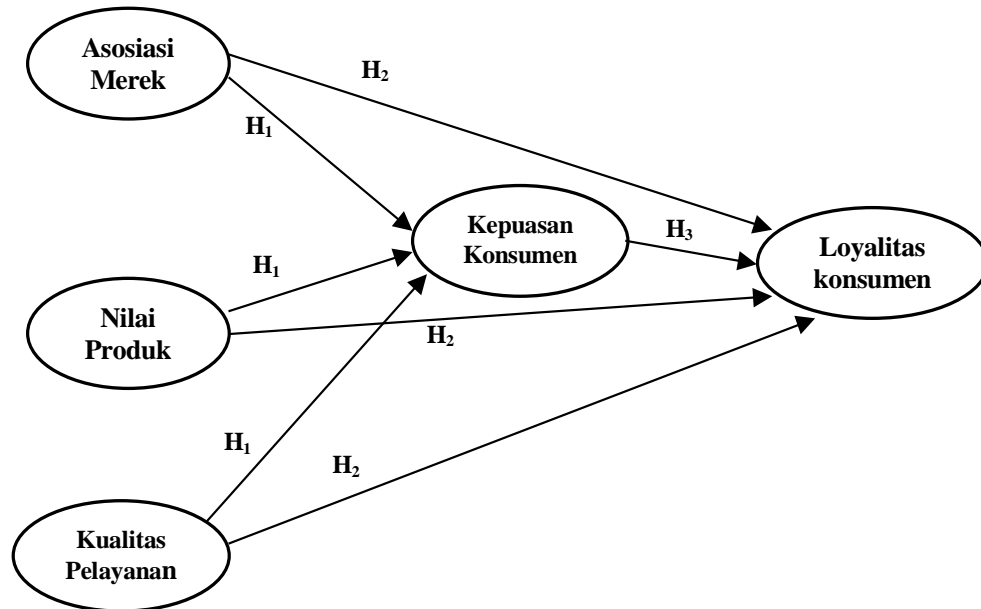 Asosiasi
Merek
H₂
H₁
Kepuasan
Konsumen
H₃
Loyalitas
konsumen
H₁
Nilai
Produk
H₂
H₁
H₂
Kualitas
Pelayanan